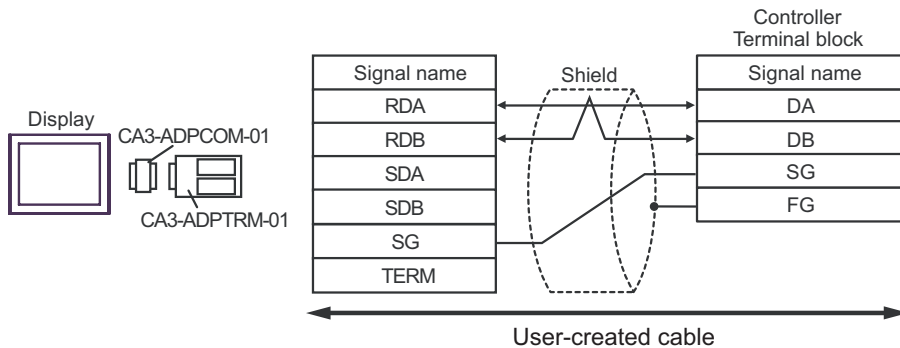 Display
CA3-ADPCOM-01
CA3-ADPTRM-01
Signal name
RDA
RDB
SDA
SDB
SG
TERM
Shield
Controller
Terminal block
Signal name
DA
DB
SG
FG
User-created cable